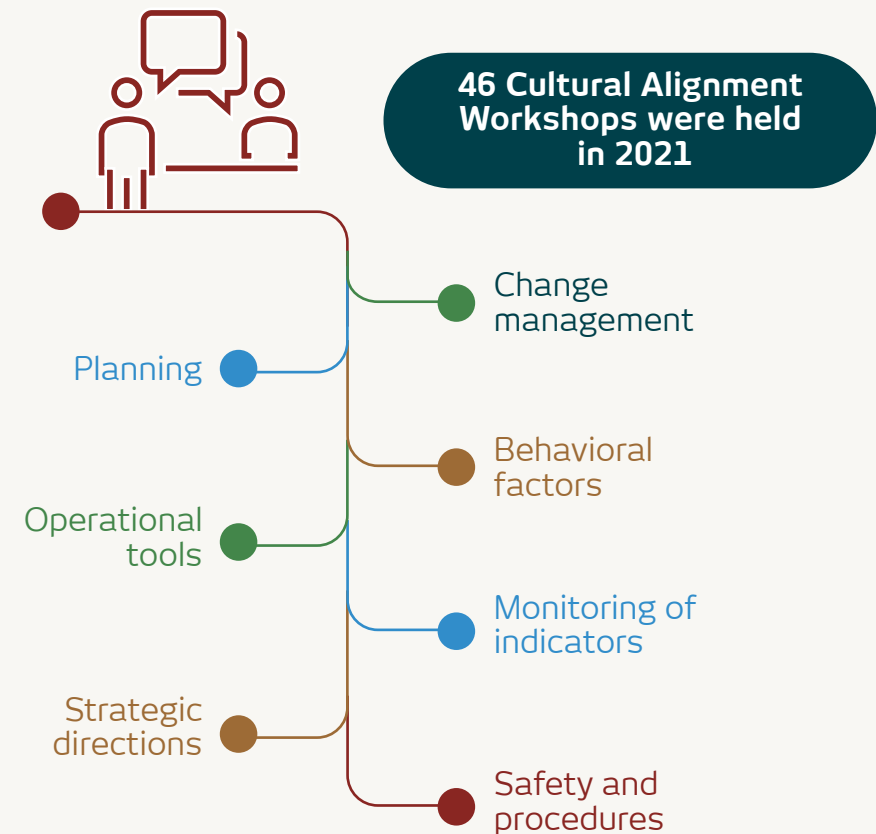 46 Cultural Alignment
Workshops were held
in 2021
Change
management
Planning
Behavioral
factors
Operational
tools
Monitoring of
indicators
Strategic
directions
Safety and
procedures